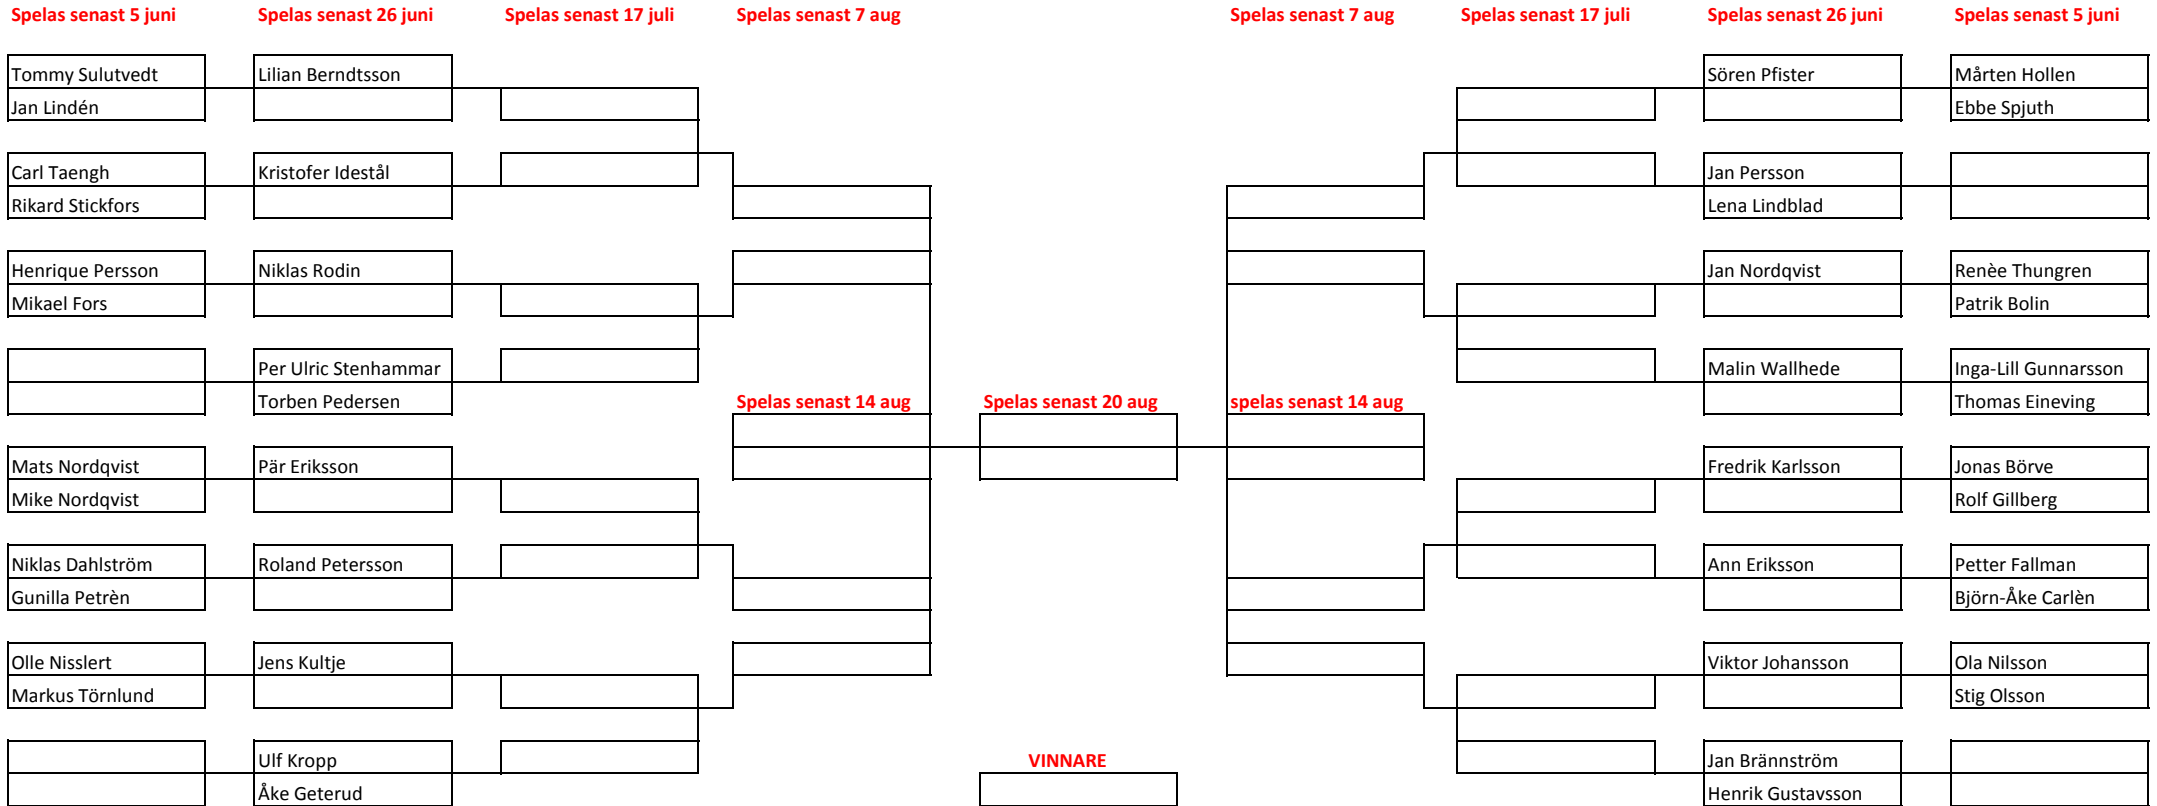 Spelas senast 5 juni Spelas senast 26 juni Spelas senast 17 juli Spelas senast 7 aug Spelas senast 7 aug Spelas senast 17 juli Spelas senast 26 juni Spelas senast 5 juni
Tommy Sulutvedt Lilian Berndtsson Sören Pfister Mårten Hollen
Jan Lindén Ebbe Spjuth
Carl Taengh Kristofer Idestål Jan Persson
Rikard Stickfors Lena Lindblad
Henrique Persson Niklas Rodin Jan Nordqvist Renèe Thungren
Mikael Fors Patrik Bolin
Per Ulric Stenhammar Malin Wallhede Inga-Lill Gunnarsson
Torben Pedersen Spelas senast 14 aug Spelas senast 20 aug spelas senast 14 aug Thomas Eineving
Mats Nordqvist Pär Eriksson Fredrik Karlsson Jonas Börve
Mike Nordqvist Rolf Gillberg
Niklas Dahlström Roland Petersson Ann Eriksson Petter Fallman
Gunilla Petrèn Björn-Åke Carlèn
Olle Nisslert Jens Kultje Viktor Johansson Ola Nilsson
Markus Törnlund Stig Olsson
Ulf Kropp VINNARE Jan Brännström
Åke Geterud Henrik Gustavsson